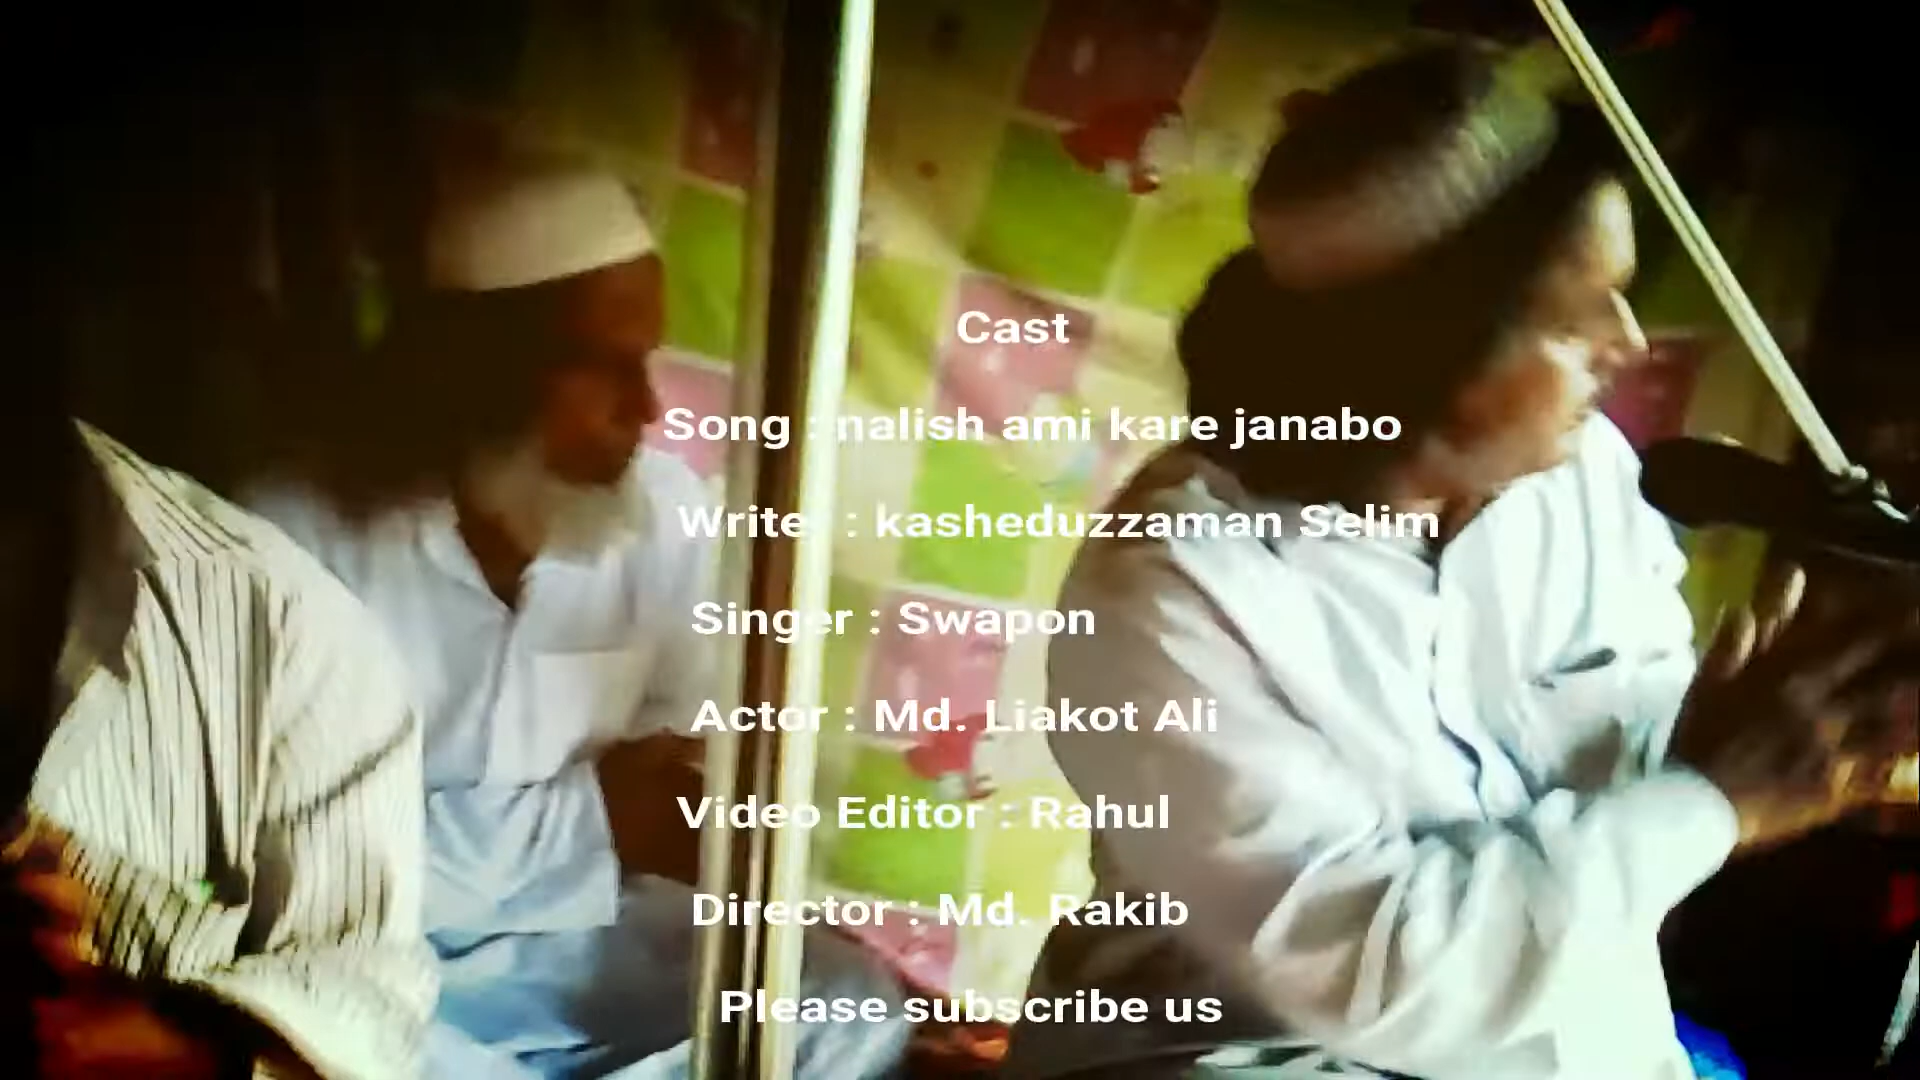 Cast
Song : nalish ami kare janabo
Writer : kasheduzzaman Selim
Singer : Swapon
Actor : Md. Liakot Ali
Video Editor : Rahul
Director : Md. Rakib
Please subscribe us